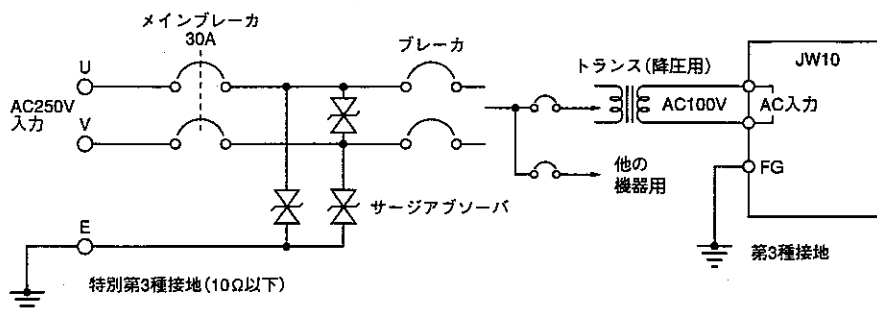 メインブレーカ
30A
ブレーカ
トランス(降圧用)
JW10
U
AC250V
入力
V
AC100V
AC入力
他の
機器用
FG
サージアブソーバ
E
第3種接地
特別第3種接地(10Ω以下)